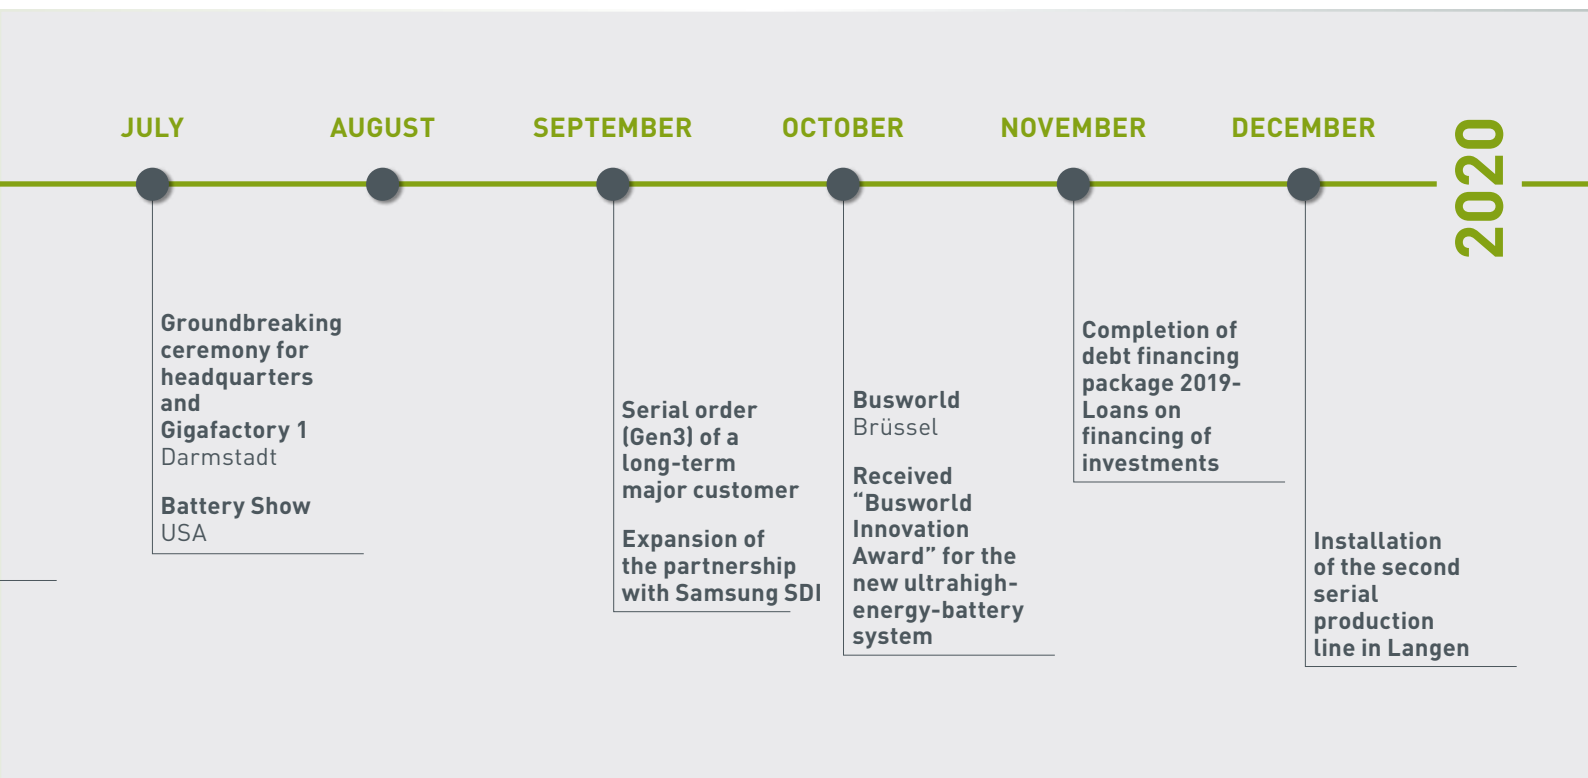 JULY
AUGUST
SEPTEMBER
OCTOBER
NOVEMBER
DECEMBER
2020
Groundbreaking
ceremony for
headquarters
and
Gigafactory 1
Darmstadt
Battery Show
USA
Serial order
(Gen3) of a
long-term
major customer
Expansion of
the partnership
with Samsung SDI
Busworld
Brüssel
Received
“Busworld
Innovation
Award” for the
new ultrahigh-
energy-battery
system
Completion of
debt financing
package 2019-
Loans on
financing of
investments
Installation
of the second
serial
production
line in Langen